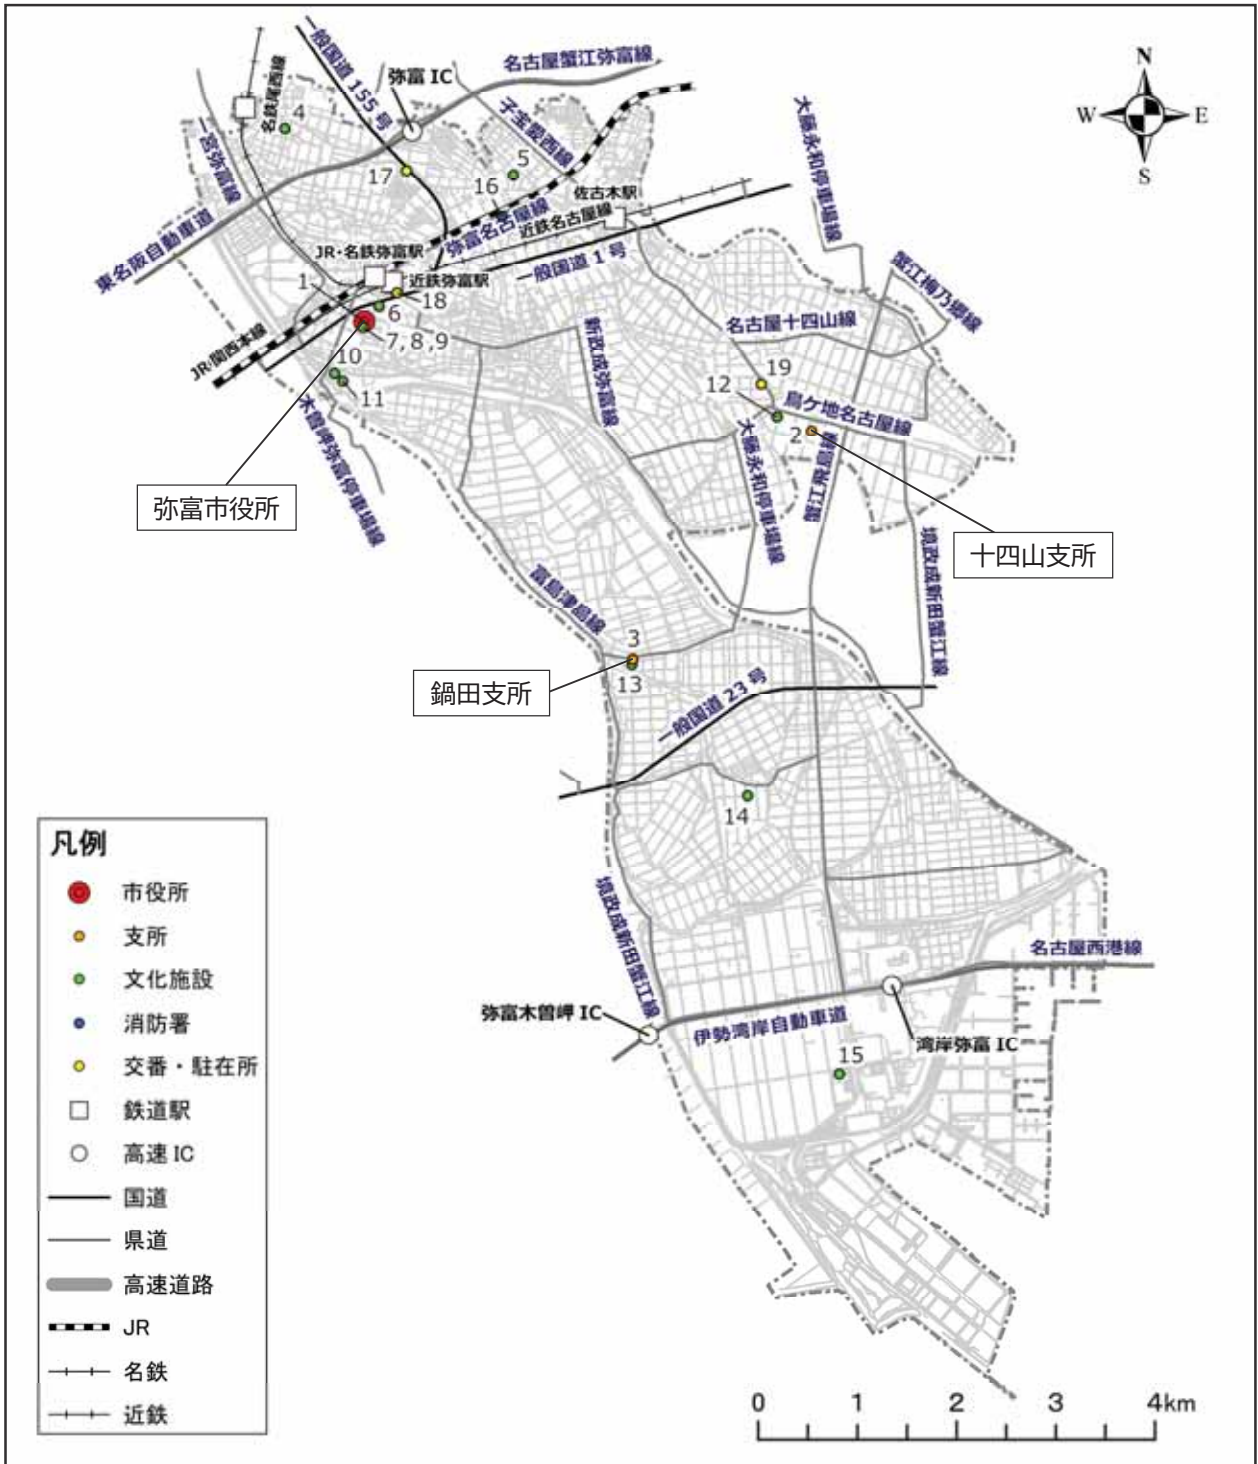 一般国道 155 号
名古屋蟹江弥富線
弥富 IC
名鉄尾西線
4
一宮弥富線
子宝愛西線
大藤永和停車場線
N
W
E
S
17
5
16
佐古木駅
東名阪自動車道
弥富名古屋線
近鉄名古屋線
JR・名鉄弥富駅
近鉄弥富駅
一般国道 1 号
蟹江梅乃郷線
1
18
6
7, 8 ,9
新政成弥富線
名古屋十四山線
JR・関西本線
10
11
19
12
鳥ケ地名古屋線
2
木曽岬弥富停車場線
大藤永和停車場線
蟹江飛島線
弥富市役所
十四山支所
境政成新田蟹江線
富島津島線
3
鍋田支所
13
一般国道 23 号
14
境政成新田蟹江線
名古屋西港線
弥富木曽岬 IC
伊勢湾岸自動車道
湾岸弥富 IC
15
凡例
市役所
支所
文化施設
消防署
交番・駐在所
鉄道駅
高速 IC
国道
県道
高速道路
JR
名鉄
近鉄
0 1 2 3 4km